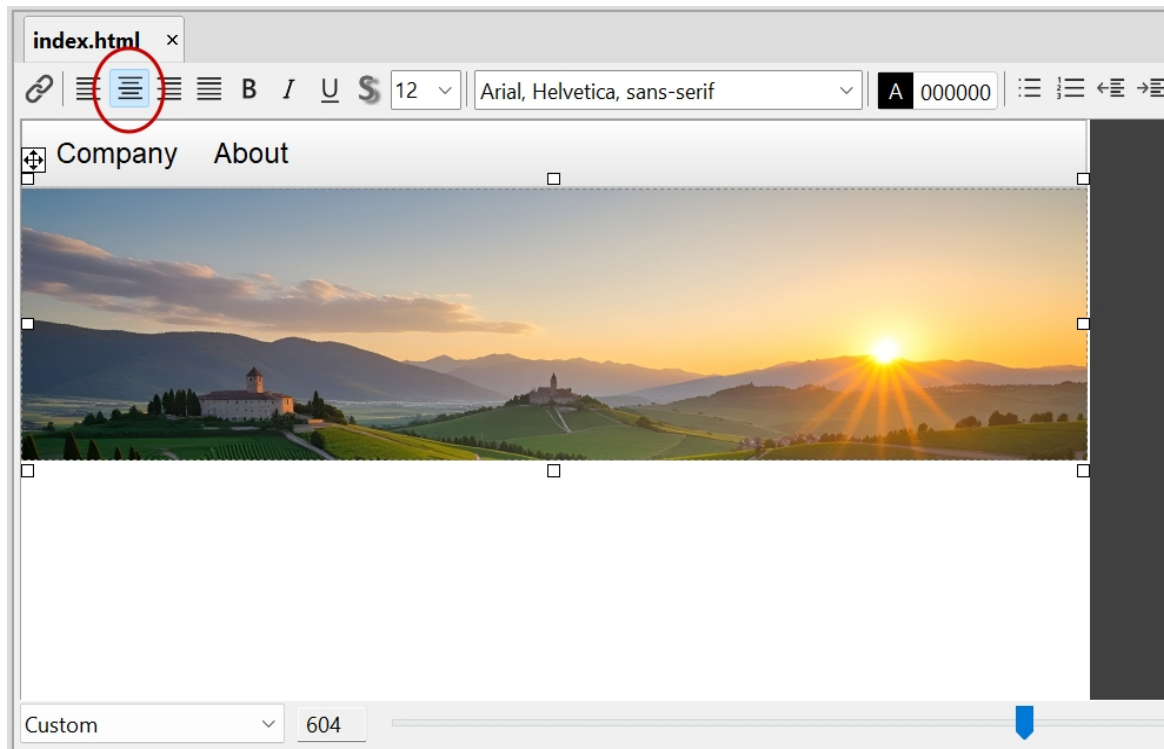 index.html ×
B I U S 12 Arial, Helvetica, sans-serif A 000000
Company About
Custom 604